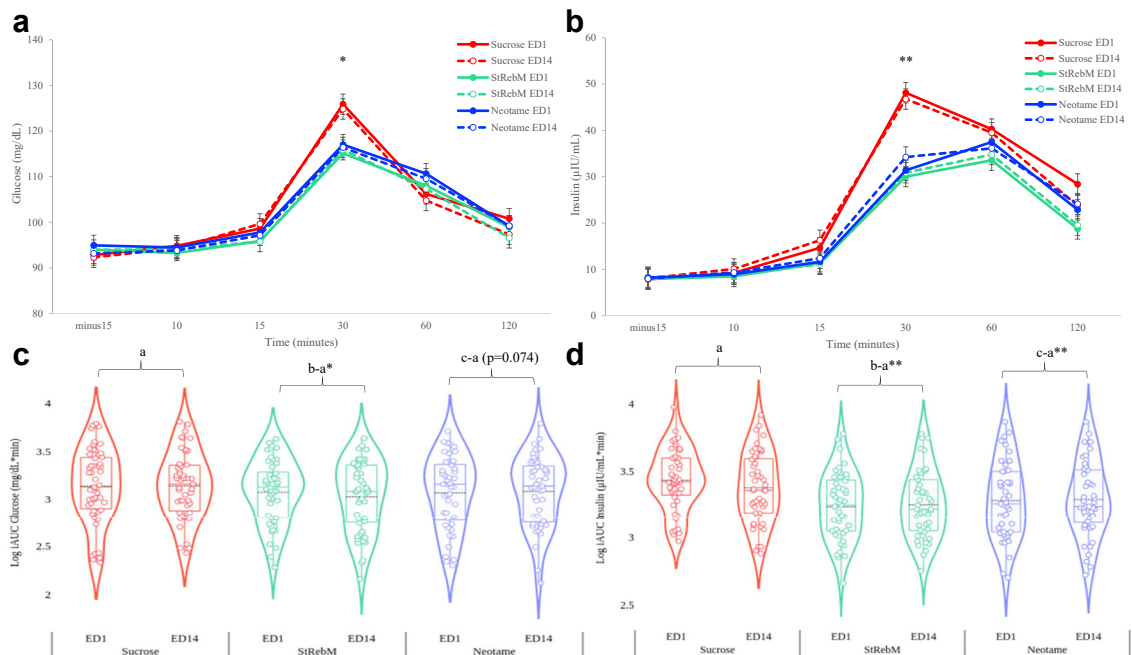 a
Glucose (mg/dL)
140
130
120
110
100
90
80
*
Sucrose ED1
Sucrose ED14
StRebM ED1
StRebM ED14
Neotame ED1
Neotame ED14
minus15 10 15 30 60 120
Time (minutes)
b
Insulin (µIU/mL)
60
50
40
30
20
10
0
**
Sucrose ED1
Sucrose ED14
StRebM ED1
StRebM ED14
Neotame ED1
Neotame ED14
minus15 10 15 30 60 120
Time (minutes)
c
Log iAUC Glucose (mg/dL*min)
4
3.5
3
2.5
2
a
b-a*
c-a (p=0.074)
ED1 ED14 ED1 ED14 ED1 ED14
Sucrose StRebM Neotame
d
Log iAUC Insulin (µIU/mL*min)
4
3.5
3
2.5
a
b-a**
c-a**
ED1 ED14 ED1 ED14 ED1 ED14
Sucrose StRebM Neotame